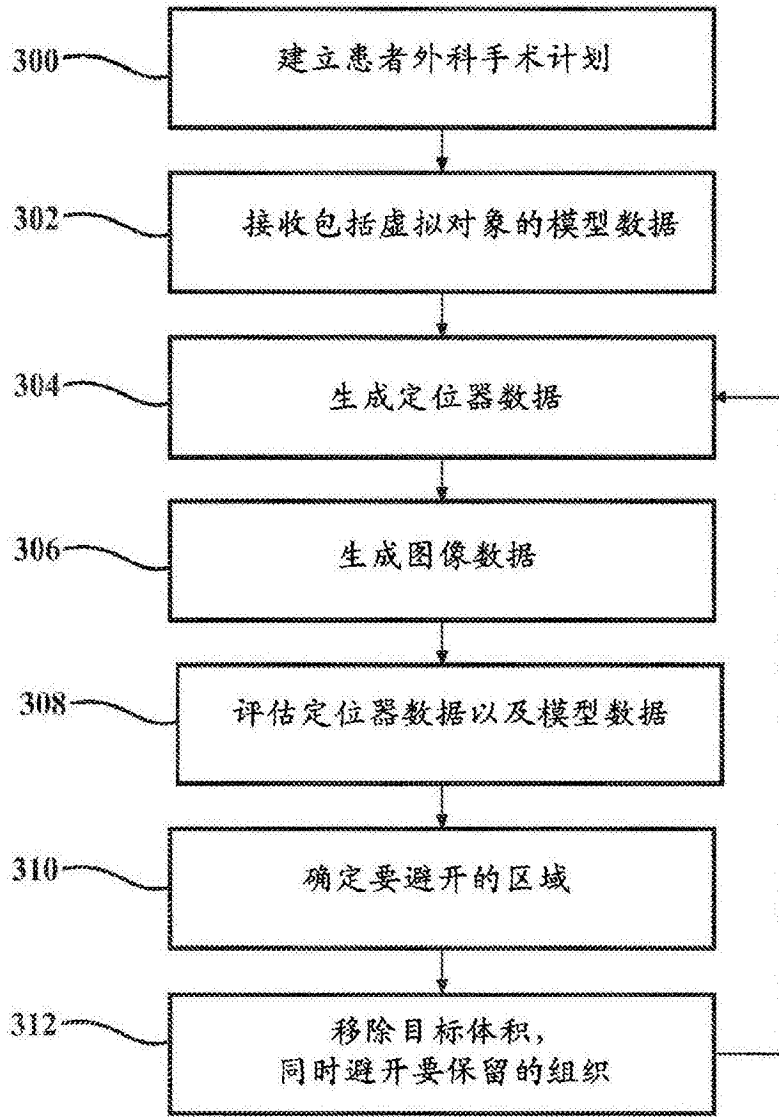 300
建立患者外科手术计划
302
接收包括虚拟对象的模型数据
304
生成定位器数据
306
生成图像数据
308
评估定位器数据以及模型数据
310
确定要避开的区域
312
移除目标体积，
同时避开要保留的组织